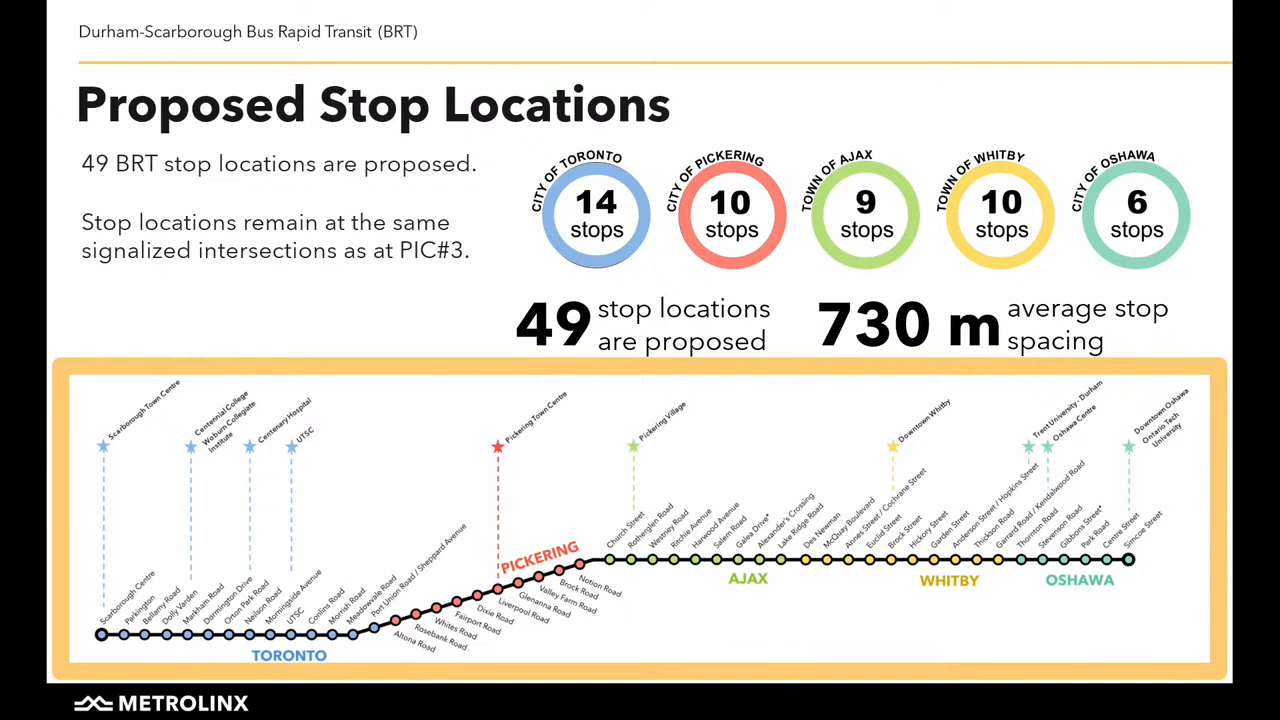 Durham-Scarborough Bus Rapid Transit (BRT)
Proposed Stop Locations
49 BRT stop locations are proposed.
Stop locations remain at the same
signalized intersections as at PIC#3.
CITY OF TORONTO
14
stops
CITY OF PICKERING
10
stops
TOWN OF AJAX
9
stops
TOWN OF WHITBY
10
stops
CITY OF OSHAWA
6
stops
49 stop locations
are proposed
730 m average stop
spacing
Scarborough Town Centre
Centennial College
Woburn Collegiate
Institute
Centenary Hospital
UTSC
Pickering Town Centre
Pickering Village
Downtown Whitby
Trent University - Durham
Oshawa Centre
Downtown Oshawa
Ontario Tech
University
Scarborough Centre
Parkington
Bellamy Road
Dolly Varden
Markham Road
Dormington Drive
Orton Park Road
Neilson Road
Morningside Avenue
UTSC
Conlins Road
Morrish Road
Meadowvale Road
Port Union Road / Sheppard Avenue
TORONTO
Altona Road
Rosebank Road
Whites Road
Fairport Road
Dixie Road
Liverpool Road
Glenanna Road
Valley Farm Road
Brock Road
Notion Road
PICKERING
Church Street
Rotherglen Road
Westney Road
Ritchie Avenue
Harwood Avenue
Salem Road
Galea Drive*
Alexander's Crossing
Lake Ridge Road
AJAX
Des Newman
McQuay Boulevard
Annes Street / Cochrane Street
Euclid Street
Brock Street
Hickory Street
Garden Street
Anderson Street / Hopkins Street
Thickson Road
Garrard Road / Kendalwood Road
WHITBY
Thornton Road
Stevenson Road
Gibbons Street*
Park Road
Centre Street
Simcoe Street
OSHAWA
METROLINX